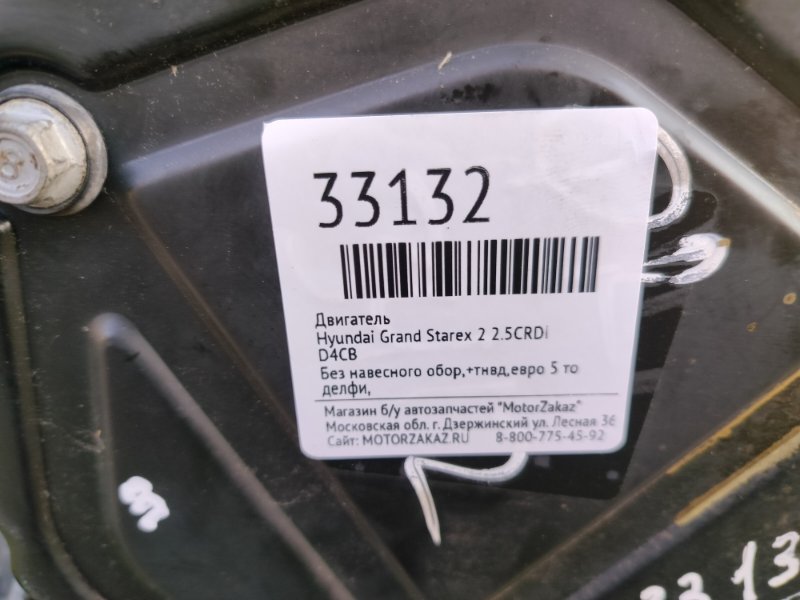 33132
Двигатель
Hyundai Grand Starex 2 2.5CRDi
D4CB
Без навесного обор,+тнвд,евро 5 то
делфи,
Магазин б/у автозапчастей "MotorZakaz"
Московская обл. г. Дзержинский ул. Лесная 36
Сайт: MOTORZAKAZ.RU 8-800-775-45-92